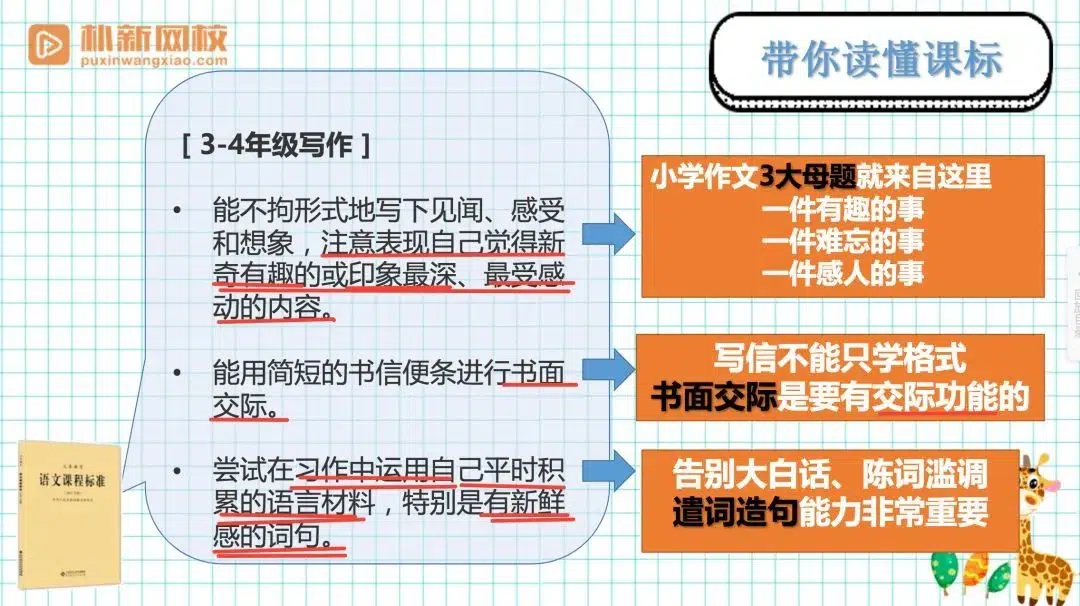 朴新网校
puxinwangxiao.com
带你读懂课标
[ 3-4年级写作 ]
• 能不拘形式地写下见闻、感受
和想象，注意表现自己觉得新
奇有趣的或印象最深、最受感
动的内容。
小学作文3大母题就来自这里
一件有趣的事
一件难忘的事
一件感人的事
• 能用简短的书信便条进行书面
交际。
写信不能只学格式
书面交际是要有交际功能的
• 尝试在习作中运用自己平时积
累的语言材料，特别是有新鲜
感的词句。
告别大白话、陈词滥调
遣词造句能力非常重要
语文课程标准